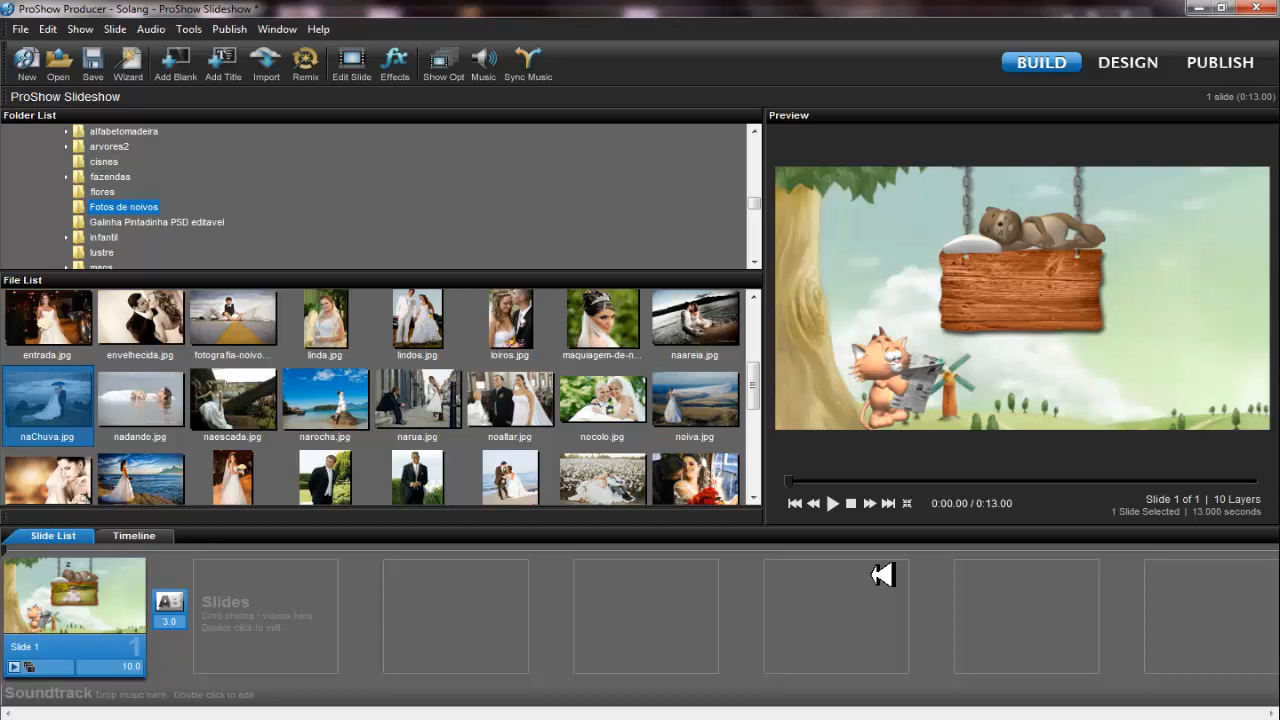 ProShow Producer - Solang - ProShow Slideshow *
File Edit Show Slide Audio Tools Publish Window Help
New Open Save Wizard Add Blank Add Title Import Remix Edit Slide Effects Show Opt Music Sync Music
BUILD DESIGN PUBLISH
ProShow Slideshow
1 slide (0:13.00)
Folder List
alfabetomadeira
arvores2
cisnes
fazendas
flores
Fotos de noivos
Galinha Pintadinha PSD editavel
infantil
lustre
maos
File List
entrada.jpg envelhecida.jpg fotografia-noivo... linda.jpg lindos.jpg loiros.jpg maquiagem-de-n... naareia.jpg
naChuva.jpg nadando.jpg naescada.jpg narocha.jpg narua.jpg noaltar.jpg nocolo.jpg noiva.jpg
Preview
0:00.00 / 0:13.00
Slide 1 of 1 | 10 Layers
1 Slide Selected | 13.000 seconds
Slide List Timeline
Z
Slide 1
1
10.0
AB
3.0
Slides
Drop photos / videos here.
Double click to edit.
Soundtrack Drop music here. Double click to edit.